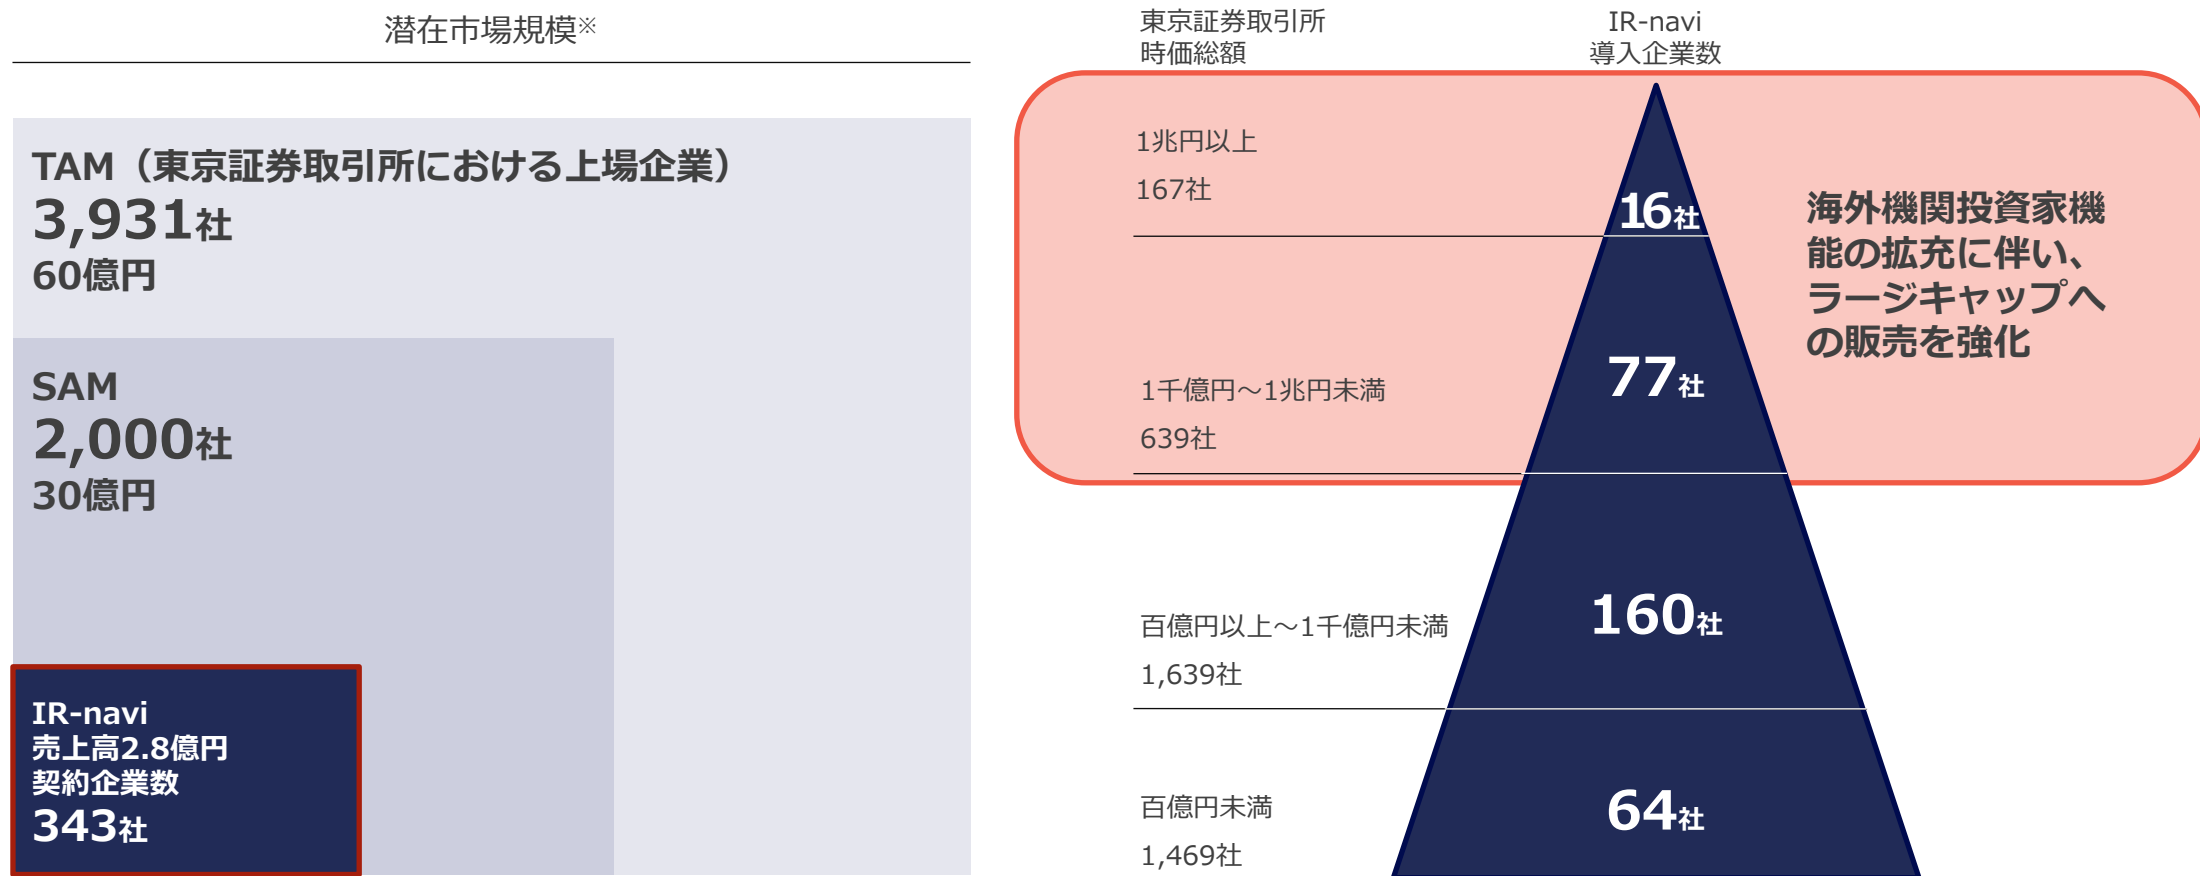 潜在市場規模※
TAM（東京証券取引所における上場企業）
3,931社
60億円
SAM
2,000社
30億円
IR-navi
売上高2.8億円
契約企業数
343社
東京証券取引所
時価総額
IR-navi
導入企業数
1兆円以上
167社
16社
海外機関投資家機
能の拡充に伴い、
ラージキャップへ
の販売を強化
1千億円～1兆円未満
639社
77社
百億円以上～1千億円未満
1,639社
160社
百億円未満
1,469社
64社